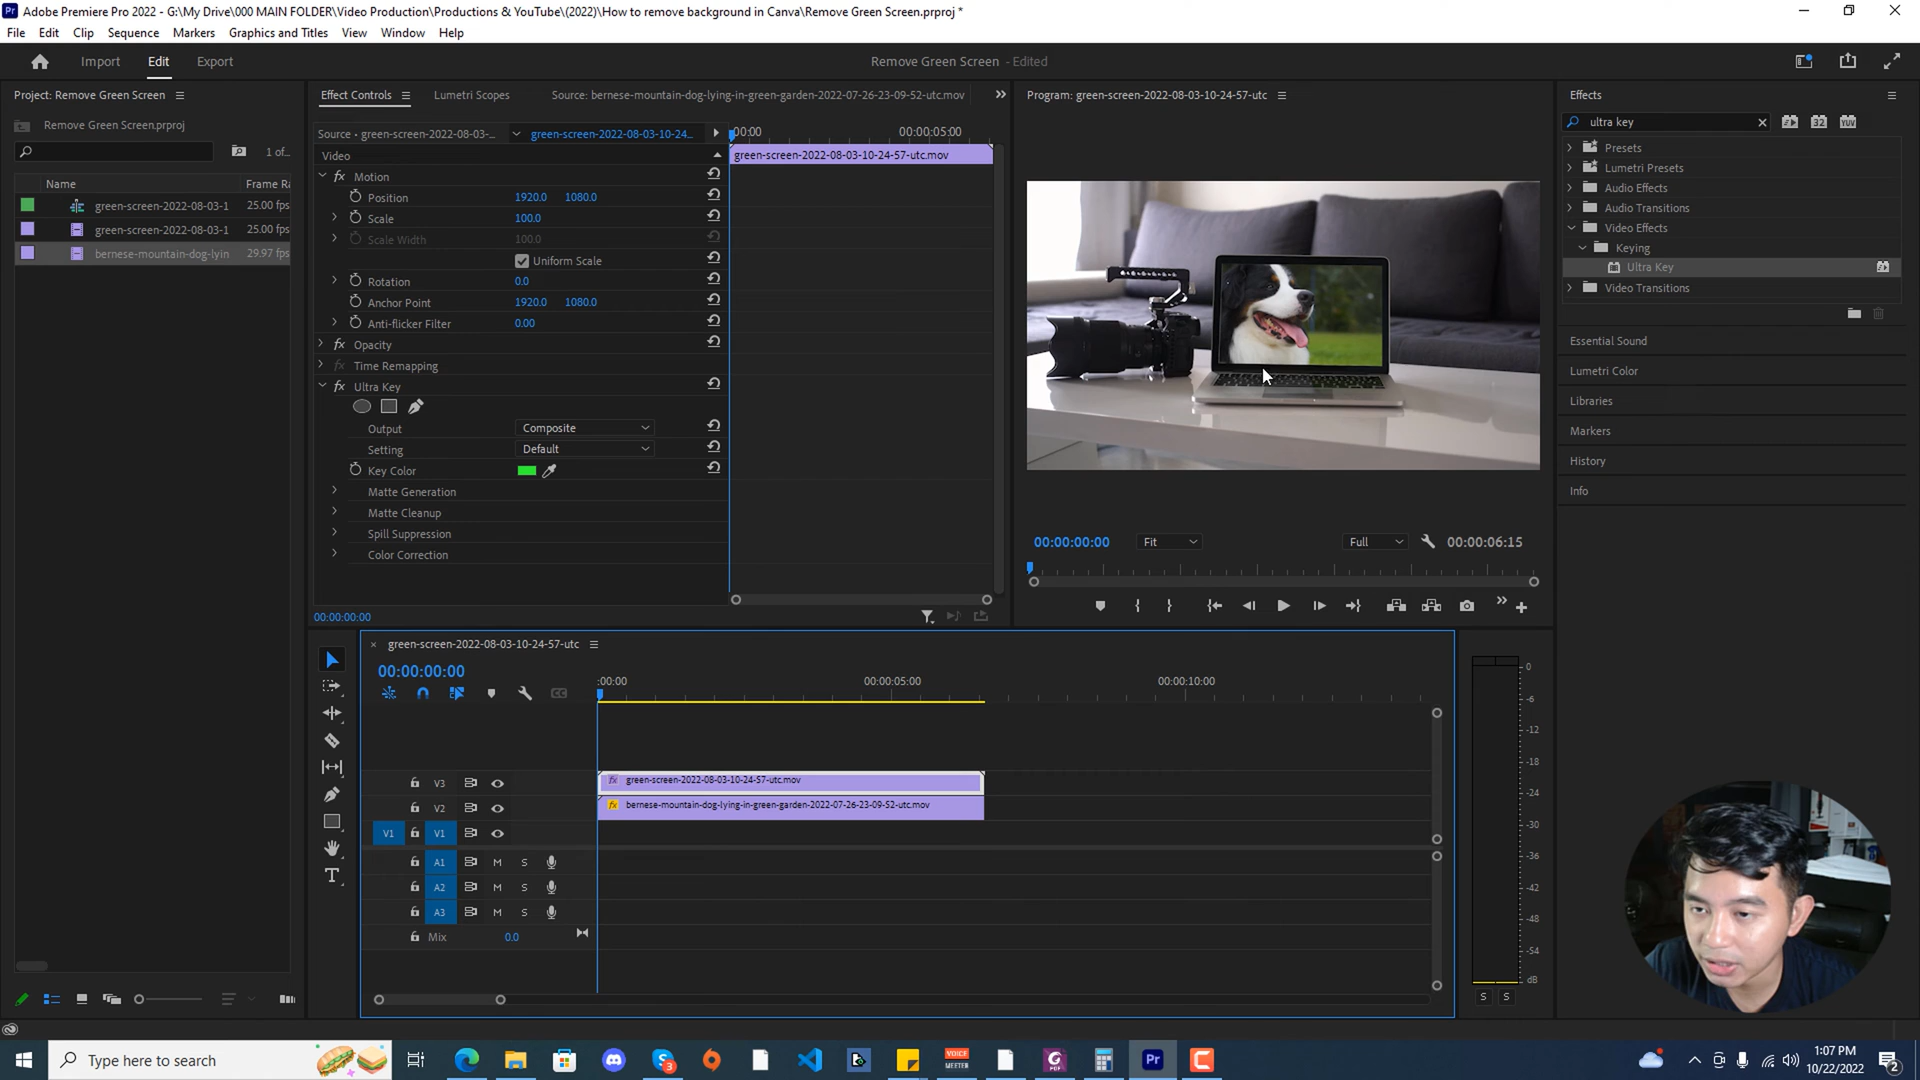 Adobe Premiere Pro 2022 - G:\My Drive\000 MAIN FOLDER\Video Production\Productions & YouTube\(2022)\How to remove background in Canva\Remove Green Screen.prproj *
File Edit Clip Sequence Markers Graphics and Titles View Window Help
Import Edit Export
Remove Green Screen - Edited
Project: Remove Green Screen
Remove Green Screen.prproj
1 of...
Name Frame Ra
green-screen-2022-08-03-1 25.00 fps
green-screen-2022-08-03-1 25.00 fps
bernese-mountain-dog-lyin 29.97 fps
Effect Controls Lumetri Scopes Source: bernese-mountain-dog-lying-in-green-garden-2022-07-26-23-09-52-utc.mov
Source • green-screen-2022-08-03-... green-screen-2022-08-03-10-24... :00:00 00:00:05:00
Video green-screen-2022-08-03-10-24-57-utc.mov
fx Motion
Position 1920.0 1080.0
Scale 100.0
Scale Width 100.0
Uniform Scale
Rotation 0.0
Anchor Point 1920.0 1080.0
Anti-flicker Filter 0.00
fx Opacity
fx Time Remapping
fx Ultra Key
Output Composite
Setting Default
Key Color
Matte Generation
Matte Cleanup
Spill Suppression
Color Correction
00:00:00:00
Program: green-screen-2022-08-03-10-24-57-utc
00:00:00:00 Fit Full 00:00:06:15
Effects
ultra key
32 YUV
Presets
Lumetri Presets
Audio Effects
Audio Transitions
Video Effects
Keying
Ultra Key
Video Transitions
Essential Sound
Lumetri Color
Libraries
Markers
History
Info
green-screen-2022-08-03-10-24-57-utc
00:00:00:00
:00:00 00:00:05:00 00:00:10:00
CC
V3 fx green-screen-2022-08-03-10-24-57-utc.mov
V2 fx bernese-mountain-dog-lying-in-green-garden-2022-07-26-23-09-52-utc.mov
V1 V1
A1 M S
A2 M S
A3 M S
Mix 0.0
0
-6
-12
-18
-24
-30
-36
-42
-48
-54
dB
S S
Type here to search
3
VOICE
MEETER
PDF
Pr
1:07 PM
10/22/2022
2